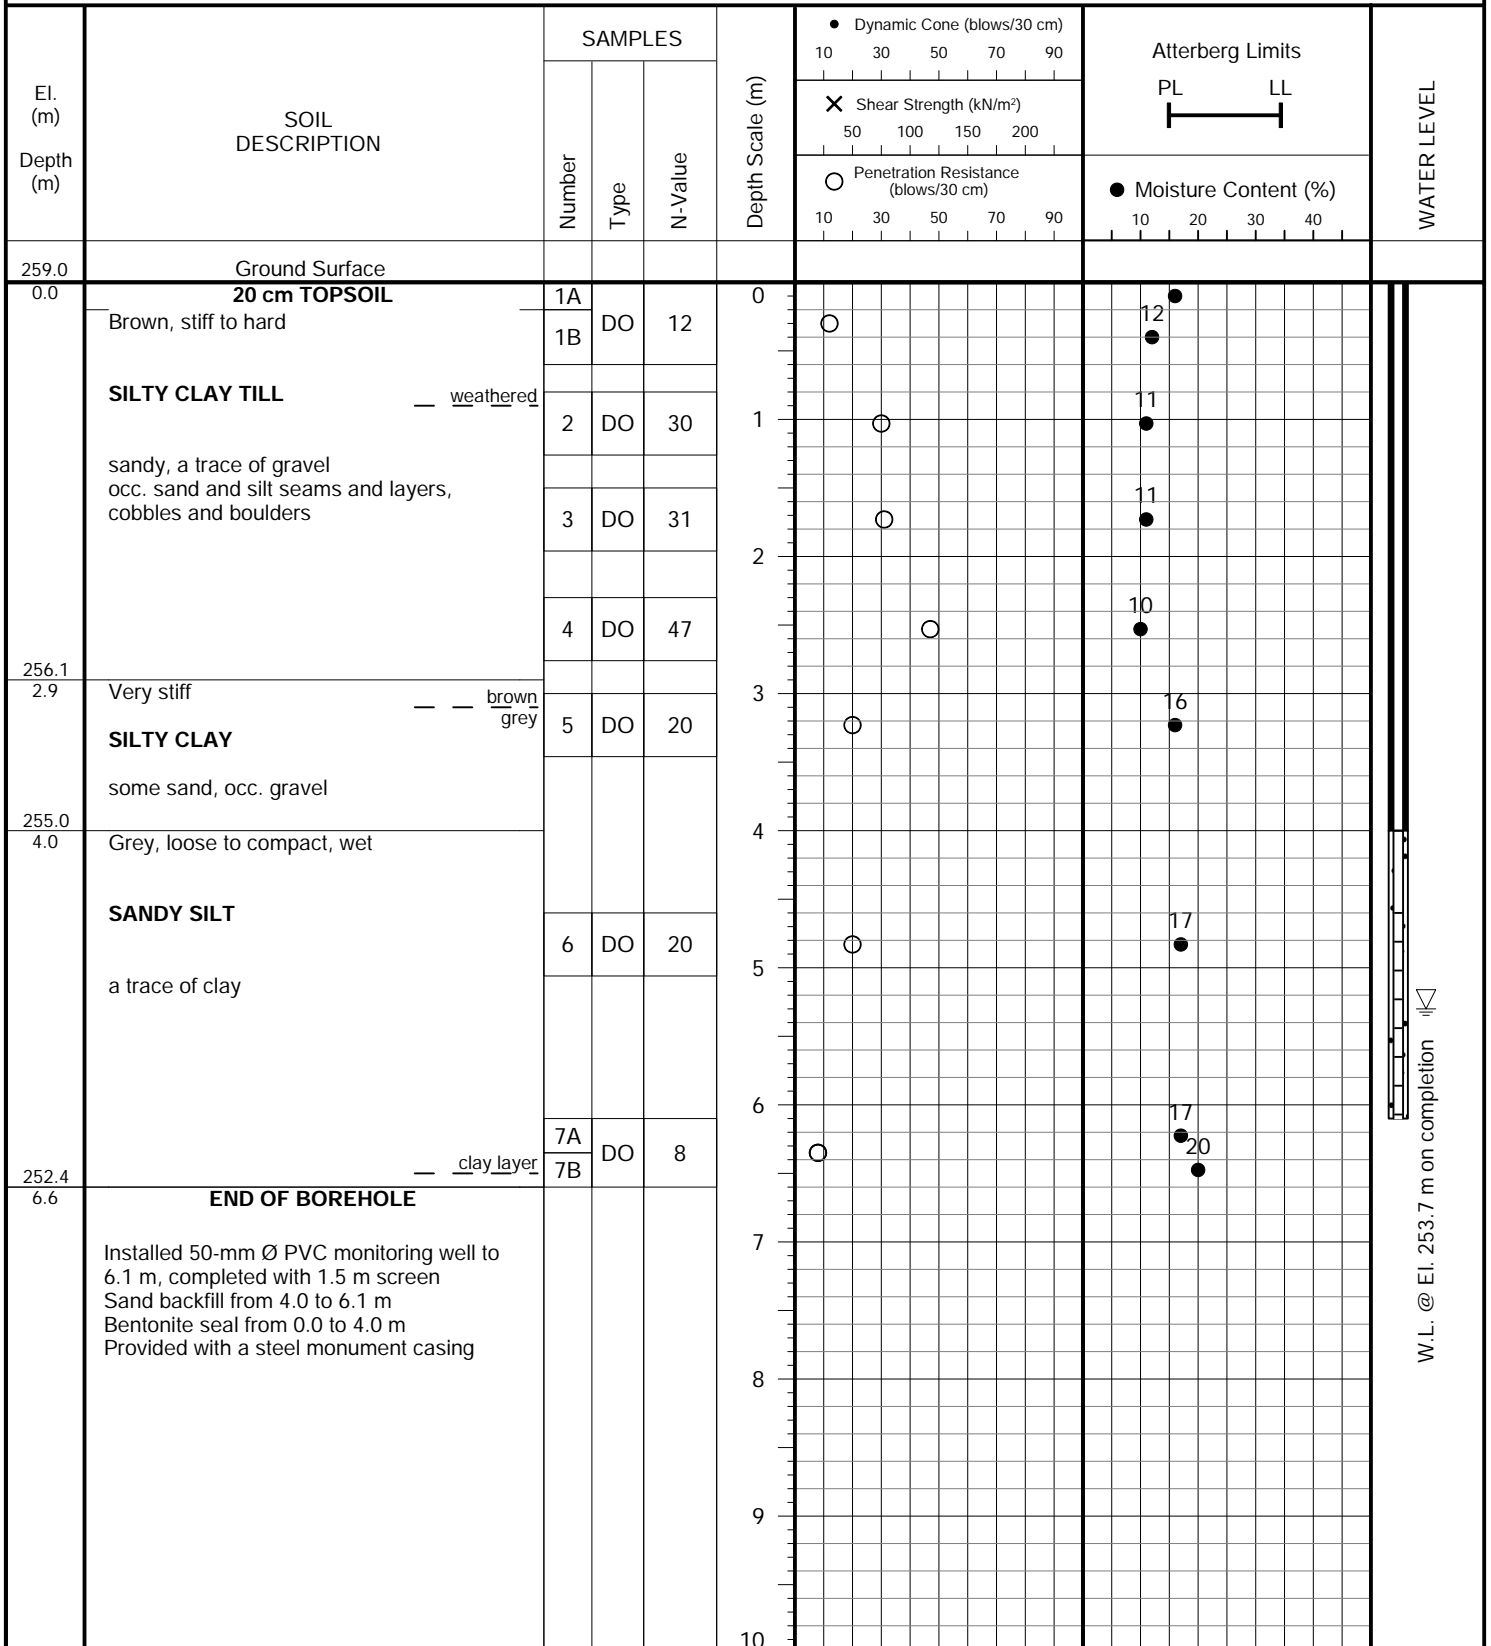 El.
(m)
Depth
(m)
SOIL
DESCRIPTION
SAMPLES
Number
Type
N-Value
Depth Scale (m)
Dynamic Cone (blows/30 cm)
10 30 50 70 90
Shear Strength (kN/m²)
50 100 150 200
Penetration Resistance
(blows/30 cm)
10 30 50 70 90
Atterberg Limits
PL LL
Moisture Content (%)
10 20 30 40
WATER LEVEL
259.0 Ground Surface
0.0 20 cm TOPSOIL 1A 0
Brown, stiff to hard 1B DO 12 12
SILTY CLAY TILL weathered
2 DO 30 1 11
sandy, a trace of gravel
occ. sand and silt seams and layers,
cobbles and boulders
3 DO 31 11
2
4 DO 47 10
256.1
2.9 Very stiff brown 3
grey
5 DO 20 16
SILTY CLAY
some sand, occ. gravel
255.0
4.0 Grey, loose to compact, wet 4
SANDY SILT
6 DO 20 17
5
a trace of clay
6
7A DO 8 17
clay layer 7B 20
252.4
6.6 END OF BOREHOLE
7
Installed 50-mm Ø PVC monitoring well to
6.1 m, completed with 1.5 m screen
Sand backfill from 4.0 to 6.1 m
Bentonite seal from 0.0 to 4.0 m
Provided with a steel monument casing
8
9
10
W.L. @ El. 253.7 m on completion